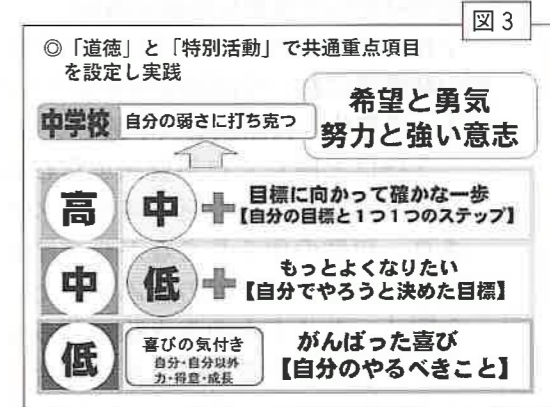 図3
◎「道徳」と「特別活動」で共通重点項目
を設定し実践
希望と勇気
努力と強い意志
中学校 自分の弱さに打ち克つ
高 中 + 目標に向かって確かな一歩
【自分の目標と1つ1つのステップ】
中 低 + もっとよくなりたい
【自分でやろうと決めた目標】
低 喜びの気付き
自分・自分以外
力・得意・成長
がんばった喜び
【自分のやるべきこと】